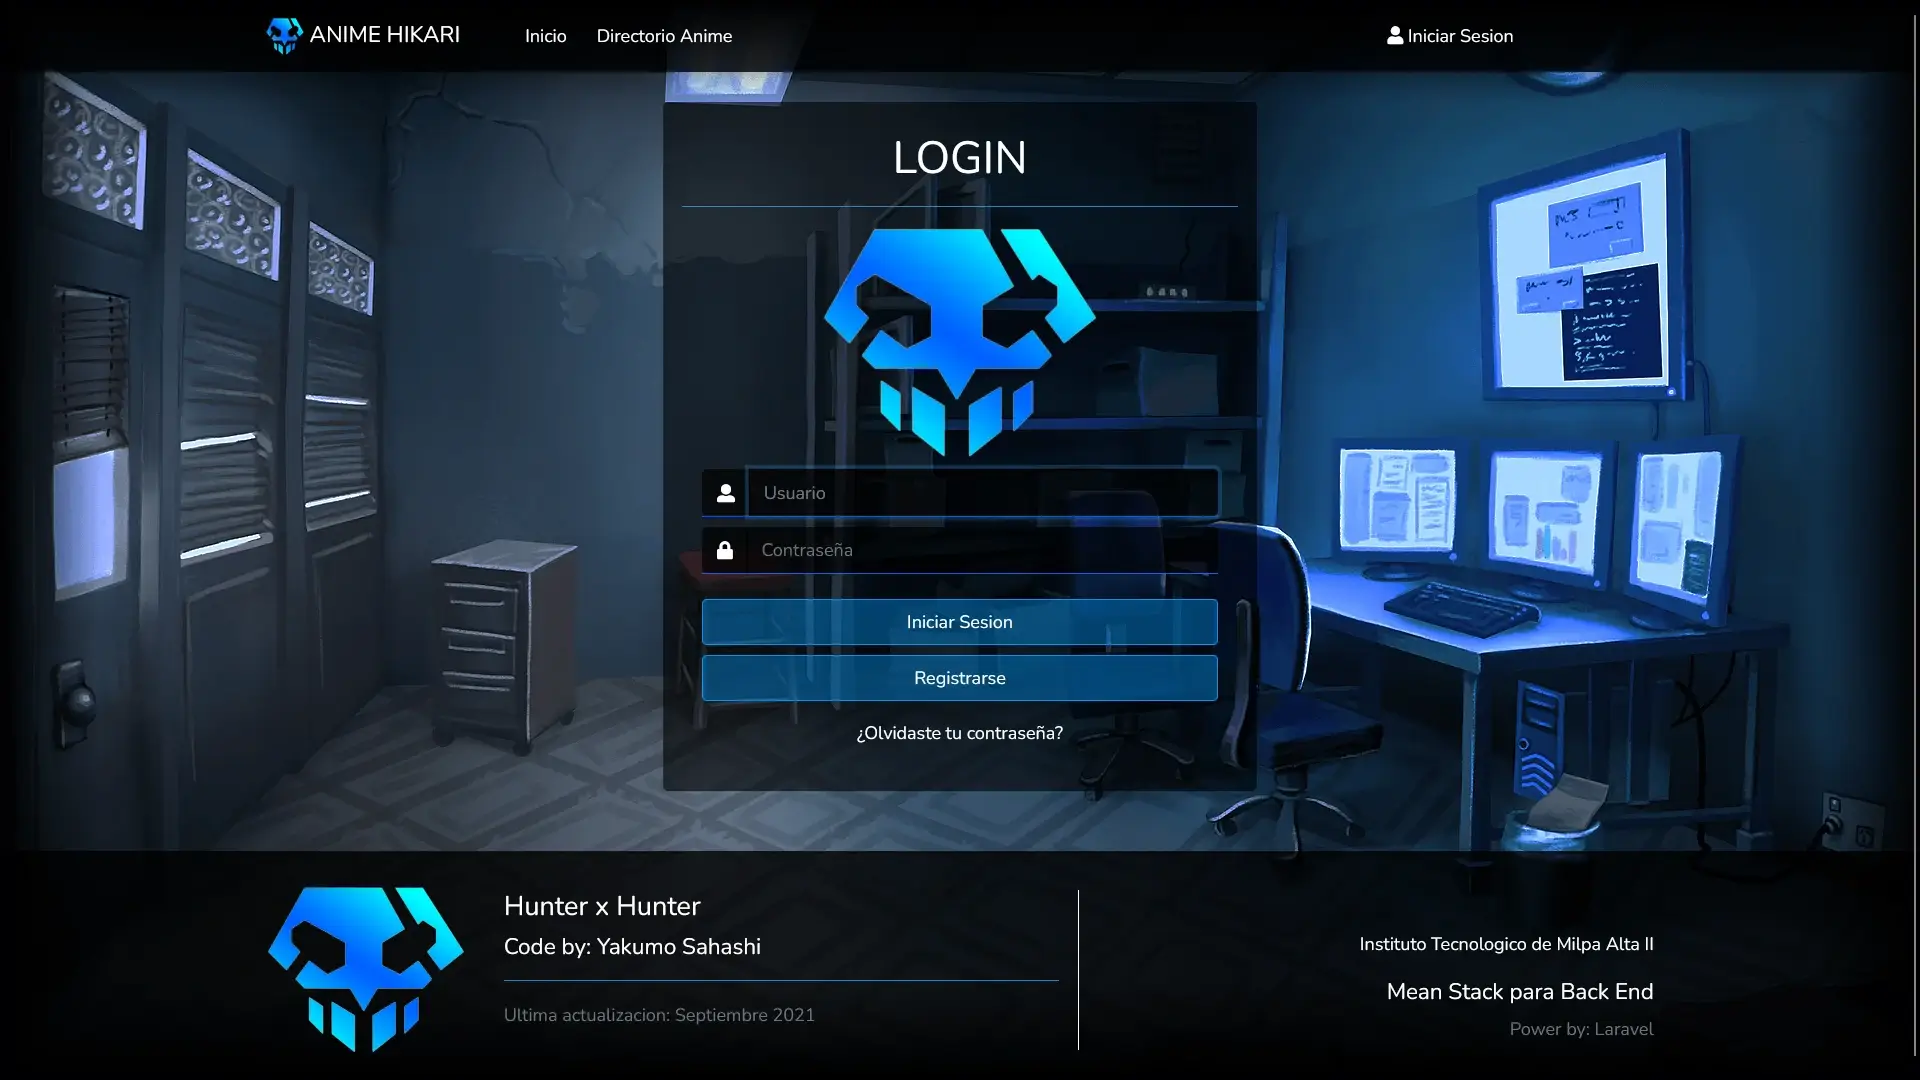 ANIME HIKARI
Inicio
Directorio Anime
Iniciar Sesion
LOGIN
Usuario
Contraseña
Iniciar Sesion
Registrarse
¿Olvidaste tu contraseña?
Hunter x Hunter
Code by: Yakumo Sahashi
Ultima actualizacion: Septiembre 2021
Instituto Tecnologico de Milpa Alta II
Mean Stack para Back End
Power by: Laravel